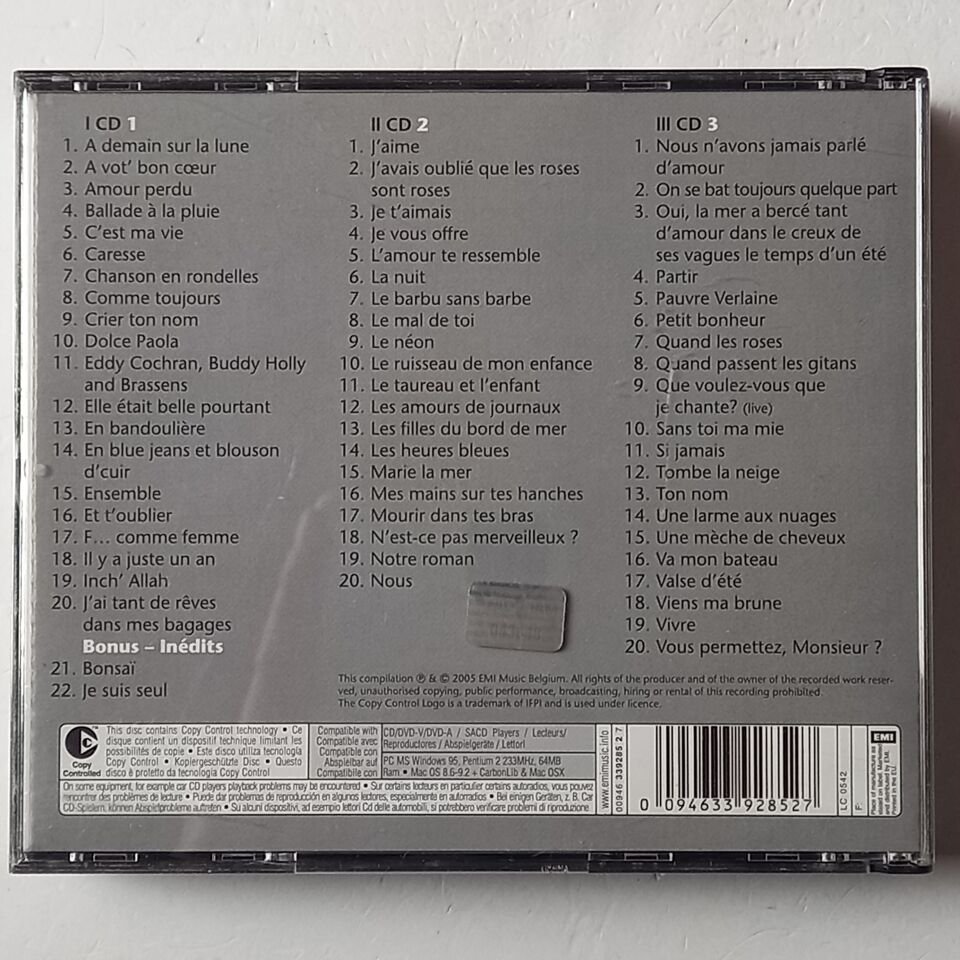 I CD 1
1. A demain sur la lune
2. A vot' bon cœur
3. Amour perdu
4. Ballade à la pluie
5. C'est ma vie
6. Caresse
7. Chanson en rondelles
8. Comme toujours
9. Crier ton nom
10. Dolce Paola
11. Eddy Cochran, Buddy Holly
and Brassens
12. Elle était belle pourtant
13. En bandoulière
14. En blue jeans et blouson
d'cuir
15. Ensemble
16. Et t'oublier
17. F... comme femme
18. Il y a juste un an
19. Inch' Allah
20. J'ai tant de rêves
dans mes bagages
Bonus – Inédits
21. Bonsaï
22. Je suis seul
II CD 2
1. J'aime
2. J'avais oublié que les roses
sont roses
3. Je t'aimais
4. Je vous offre
5. L'amour te ressemble
6. La nuit
7. Le barbu sans barbe
8. Le mal de toi
9. Le néon
10. Le ruisseau de mon enfance
11. Le taureau et l'enfant
12. Les amours de journaux
13. Les filles du bord de mer
14. Les heures bleues
15. Marie la mer
16. Mes mains sur tes hanches
17. Mourir dans tes bras
18. N'est-ce pas merveilleux ?
19. Notre roman
20. Nous
III CD 3
1. Nous n'avons jamais parlé
d'amour
2. On se bat toujours quelque part
3. Oui, la mer a bercé tant
d'amour dans le creux de
ses vagues le temps d'un été
4. Partir
5. Pauvre Verlaine
6. Petit bonheur
7. Quand les roses
8. Quand passent les gitans
9. Que voulez-vous que
je chante? (live)
10. Sans toi ma mie
11. Si jamais
12. Tombe la neige
13. Ton nom
14. Une larme aux nuages
15. Une mèche de cheveux
16. Va mon bateau
17. Valse d'été
18. Viens ma brune
19. Vivre
20. Vous permettez, Monsieur ?
This compilation ℗ & © 2005 EMI Music Belgium. All rights of the producer and of the owner of the recorded work reser-
ved, unauthorised copying, public performance, broadcasting, hiring or rental of this recording prohibited.
The Copy Control Logo is a trademark of IFPI and is used under licence.
Copy
Controlled
This disc contains Copy Control technology • Ce
disque contient un dispositif technique limitant les
possibilités de copie • Este disco utiliza tecnología
Copy Control • Kopiergeschützte Disc • Questo
disco è protetto da tecnologia Copy Control
Compatible with
Compatible avec
Compatible con
Abspielbar auf
Compatibile con
CD/DVD-V/DVD-A / SACD Players / Lecteurs/
Reproductores / Abspielgeräte / Lettori
PC MS Windows 95, Pentium 2 233MHz, 64MB
Ram • Mac OS 8.6-9.2 + CarbonLib & Mac OSX
On some equipment, for example car CD players playback problems may be encountered • Sur certains lecteurs en particulier certains autoradios, vous pouvez
rencontrer des problèmes de lecture • Puede dar problemas de reproducción en algunos lectores, especialmente en autorradios • Bei einigen Geräten, z. B. Car
CD-Spielern, können Abspielprobleme auftreten • Su alcuni dispositivi, ad esempio lettori Cd delle automobili, si potrebbero verificare problemi di riproduzione
www.emimusic.info
00946 339285 2 7
0 094633 928527
LC 0542
F:
EMI
Printed in the EU.